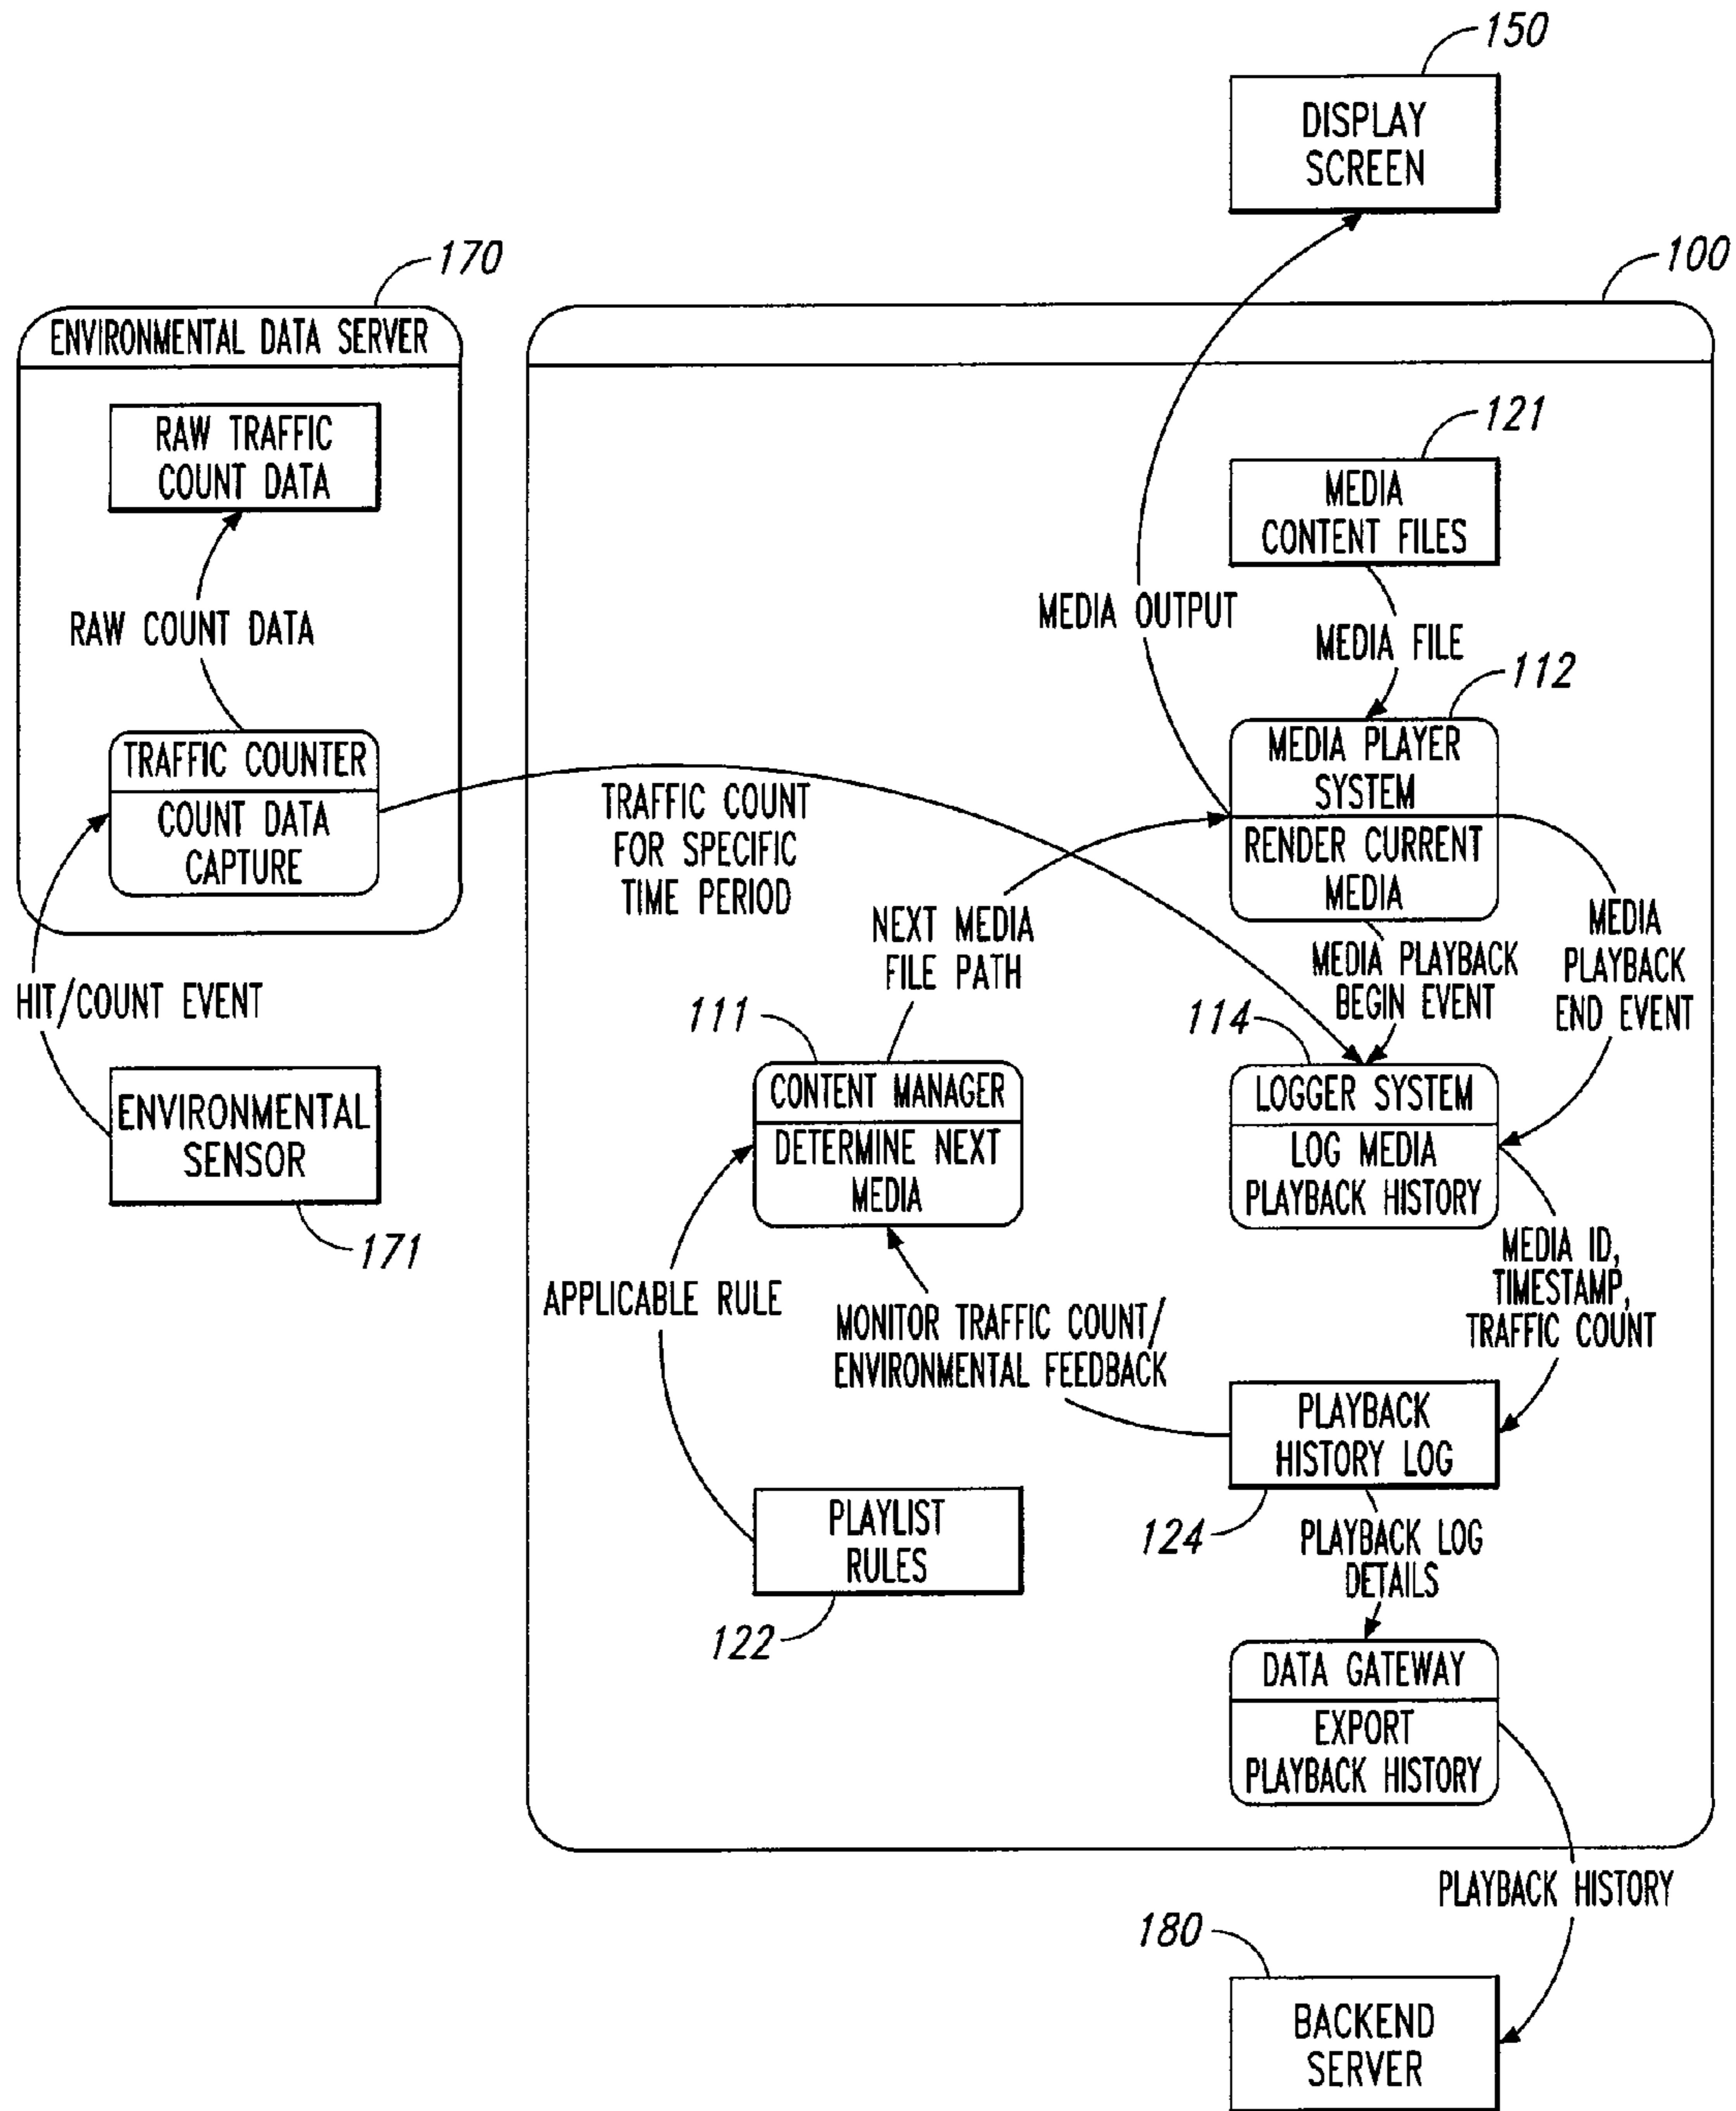 150
DISPLAY
SCREEN
170
100
ENVIRONMENTAL DATA SERVER
RAW TRAFFIC
COUNT DATA
121
MEDIA
CONTENT FILES
RAW COUNT DATA
MEDIA OUTPUT
MEDIA FILE
112
TRAFFIC COUNTER
COUNT DATA
CAPTURE
TRAFFIC COUNT
FOR SPECIFIC
TIME PERIOD
MEDIA PLAYER
SYSTEM
RENDER CURRENT
MEDIA
NEXT MEDIA
FILE PATH
MEDIA PLAYBACK
BEGIN EVENT
MEDIA
PLAYBACK
END EVENT
HIT/COUNT EVENT
111
114
ENVIRONMENTAL
SENSOR
171
CONTENT MANAGER
DETERMINE NEXT
MEDIA
LOGGER SYSTEM
LOG MEDIA
PLAYBACK HISTORY
APPLICABLE RULE
MONITOR TRAFFIC COUNT/
ENVIRONMENTAL FEEDBACK
MEDIA ID,
TIMESTAMP,
TRAFFIC COUNT
PLAYBACK
HISTORY LOG
124
PLAYLIST
RULES
122
PLAYBACK LOG
DETAILS
DATA GATEWAY
EXPORT
PLAYBACK HISTORY
PLAYBACK HISTORY
180
BACKEND
SERVER